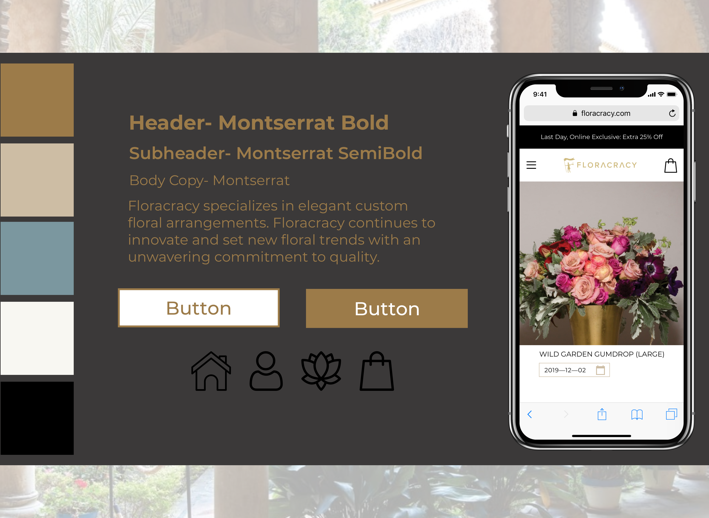 Header- Montserrat Bold
Subheader- Montserrat SemiBold
Body Copy- Montserrat
Floracracy specializes in elegant custom
floral arrangements. Floracracy continues to
innovate and set new floral trends with an
unwavering commitment to quality.
Button
Button
9:41
floracracy.com
Last Day, Online Exclusive: Extra 25% Off
FLORACRACY
WILD GARDEN GUMDROP (LARGE)
2019—12—02